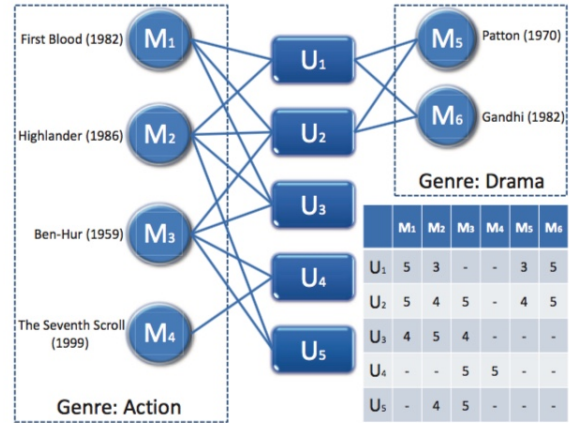 First Blood (1982)
M1
U1
M5
Patton (1970)
Highlander (1986)
M2
U2
M6
Gandhi (1982)
Genre: Drama
Ben-Hur (1959)
M3
U3
The Seventh Scroll
(1999)
M4
U4
U5
Genre: Action
M1 M2 M3 M4 M5 M6
U1 5 3 - - 3 5
U2 5 4 5 - 4 5
U3 4 5 4 - - -
U4 - - 5 5 - -
U5 - 4 5 - - -